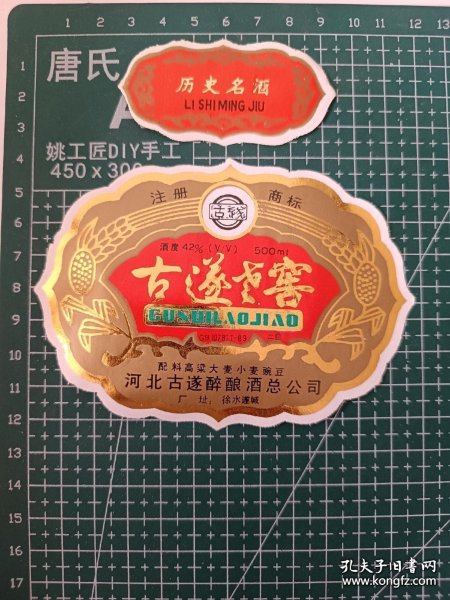 唐氏
A
姚工匠DIY手工
450 x 300
历史名酒
LI SHI MING JIU
注册 商标
古遂
酒度 42% (V/V) 500ml
古遂老窖
GUSUILAOJIAO
二级
配料高粱大麦小麦豌豆
河北古遂醉酿酒总公司
厂 址: 徐水遂城
孔夫子旧书网
www.kongfz.com